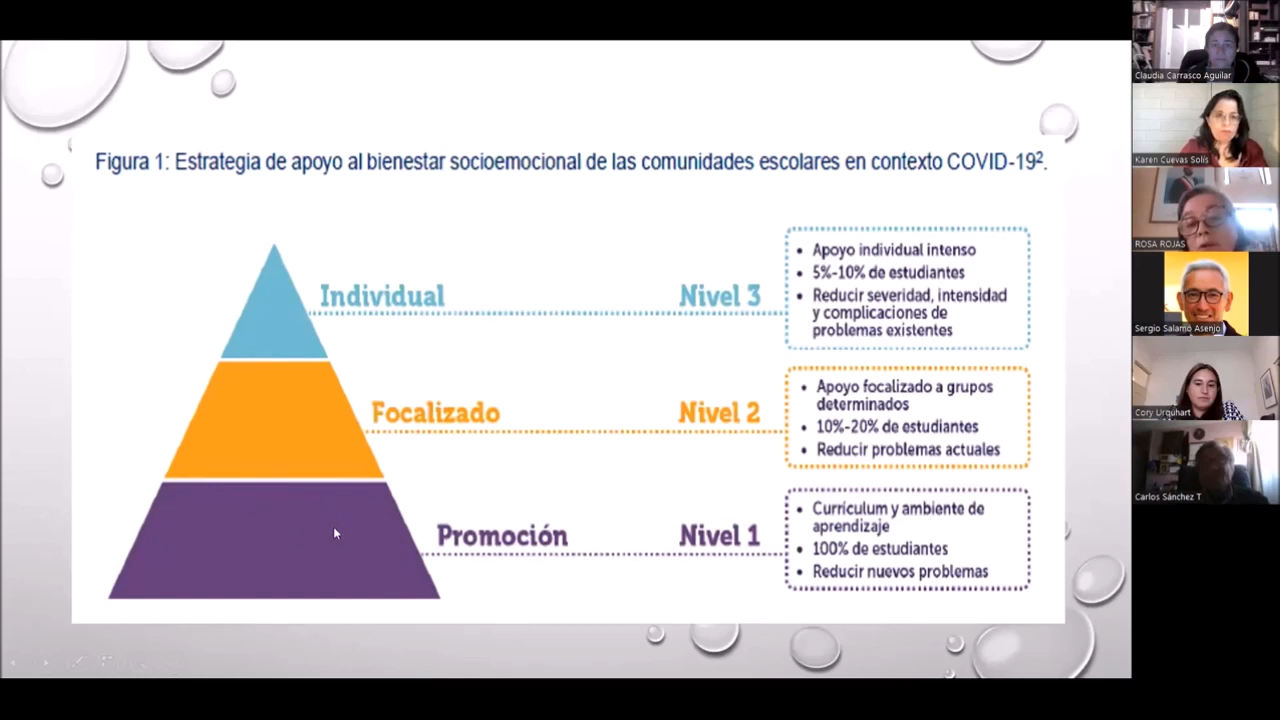 Figura 1: Estrategia de apoyo al bienestar socioemocional de las comunidades escolares en contexto COVID-19².
Individual
Nivel 3
• Apoyo individual intenso
• 5%-10% de estudiantes
• Reducir severidad, intensidad
y complicaciones de
problemas existentes
Focalizado
Nivel 2
• Apoyo focalizado a grupos
determinados
• 10%-20% de estudiantes
• Reducir problemas actuales
Promoción
Nivel 1
• Currículum y ambiente de
aprendizaje
• 100% de estudiantes
• Reducir nuevos problemas
Claudia Carrasco Aguilar
Karen Cuevas Solís
ROSA ROJAS
Sergio Salamó Asenjo
Cory Urquhart
Carlos Sánchez T